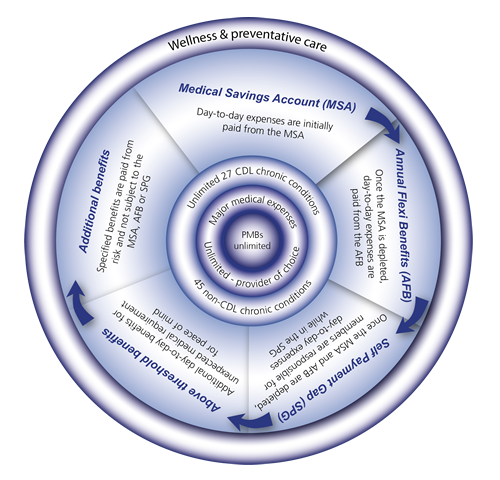 Wellness & preventative care
Medical Savings Account (MSA)
Day-to-day expenses are initially
paid from the MSA
Annual Flexi Benefits (AFB)
Once the MSA is depleted,
day-to-day expenses are
paid from the AFB
Self Payment Gap (SPG)
Once the MSA and AFB are depleted,
members are responsible for
day-to-day expenses
while in the SPG
Above threshold benefits
Additional day-to-day benefits for
unexpected medical requirement
for peace of mind
Additional benefits
Specified benefits are paid from
risk and not subject to the
MSA, AFB or SPG
Unlimited 27 CDL chronic conditions
45 non-CDL chronic conditions
Major medical expenses
Unlimited - provider of choice
PMBs
unlimited